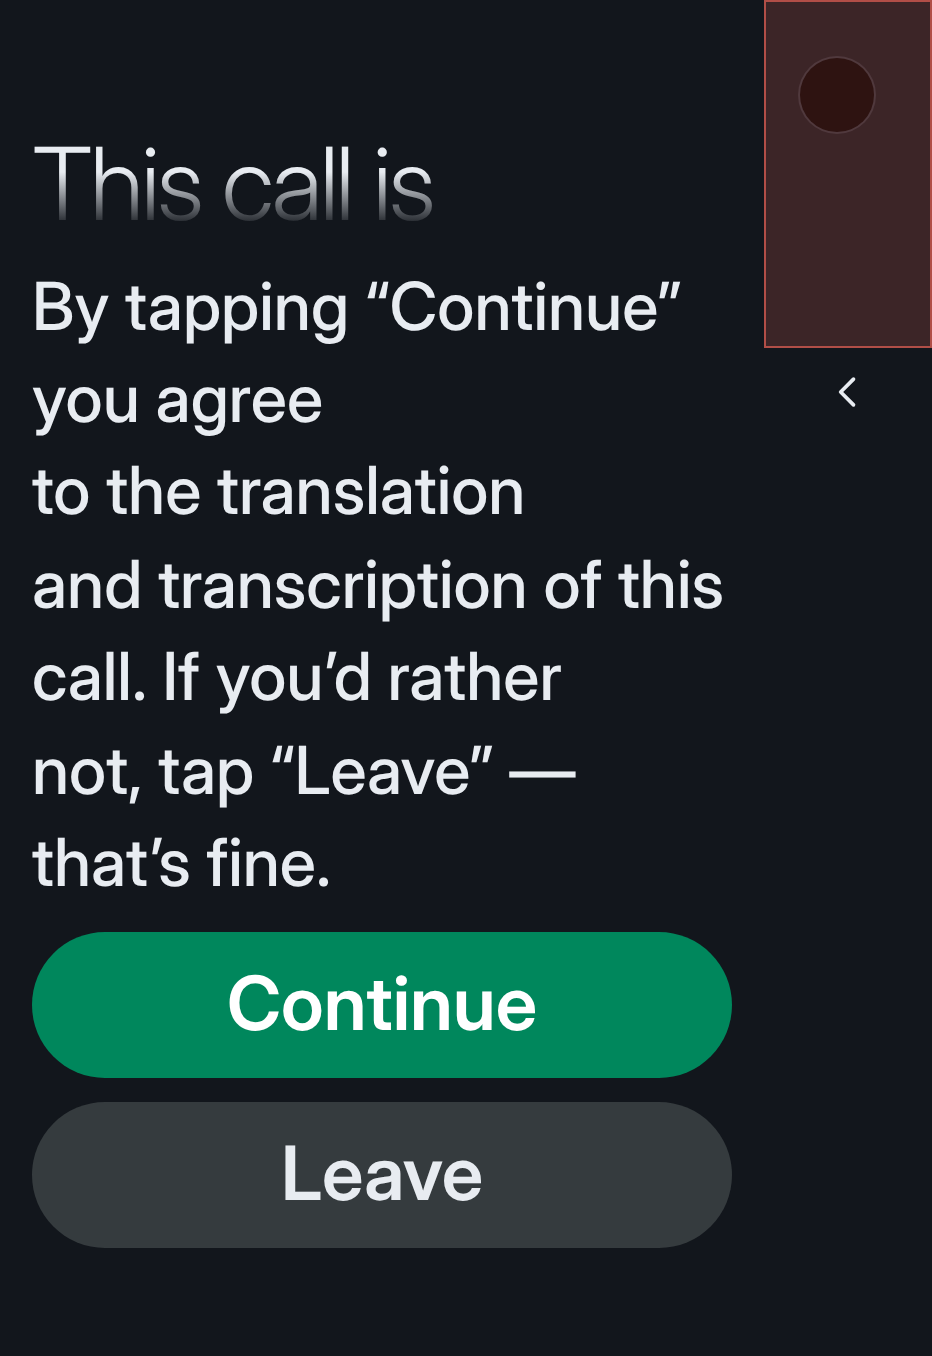 This call is
By tapping “Continue”
you agree
to the translation
and transcription of this
call. If you’d rather
not, tap “Leave” —
that’s fine.
Continue
Leave